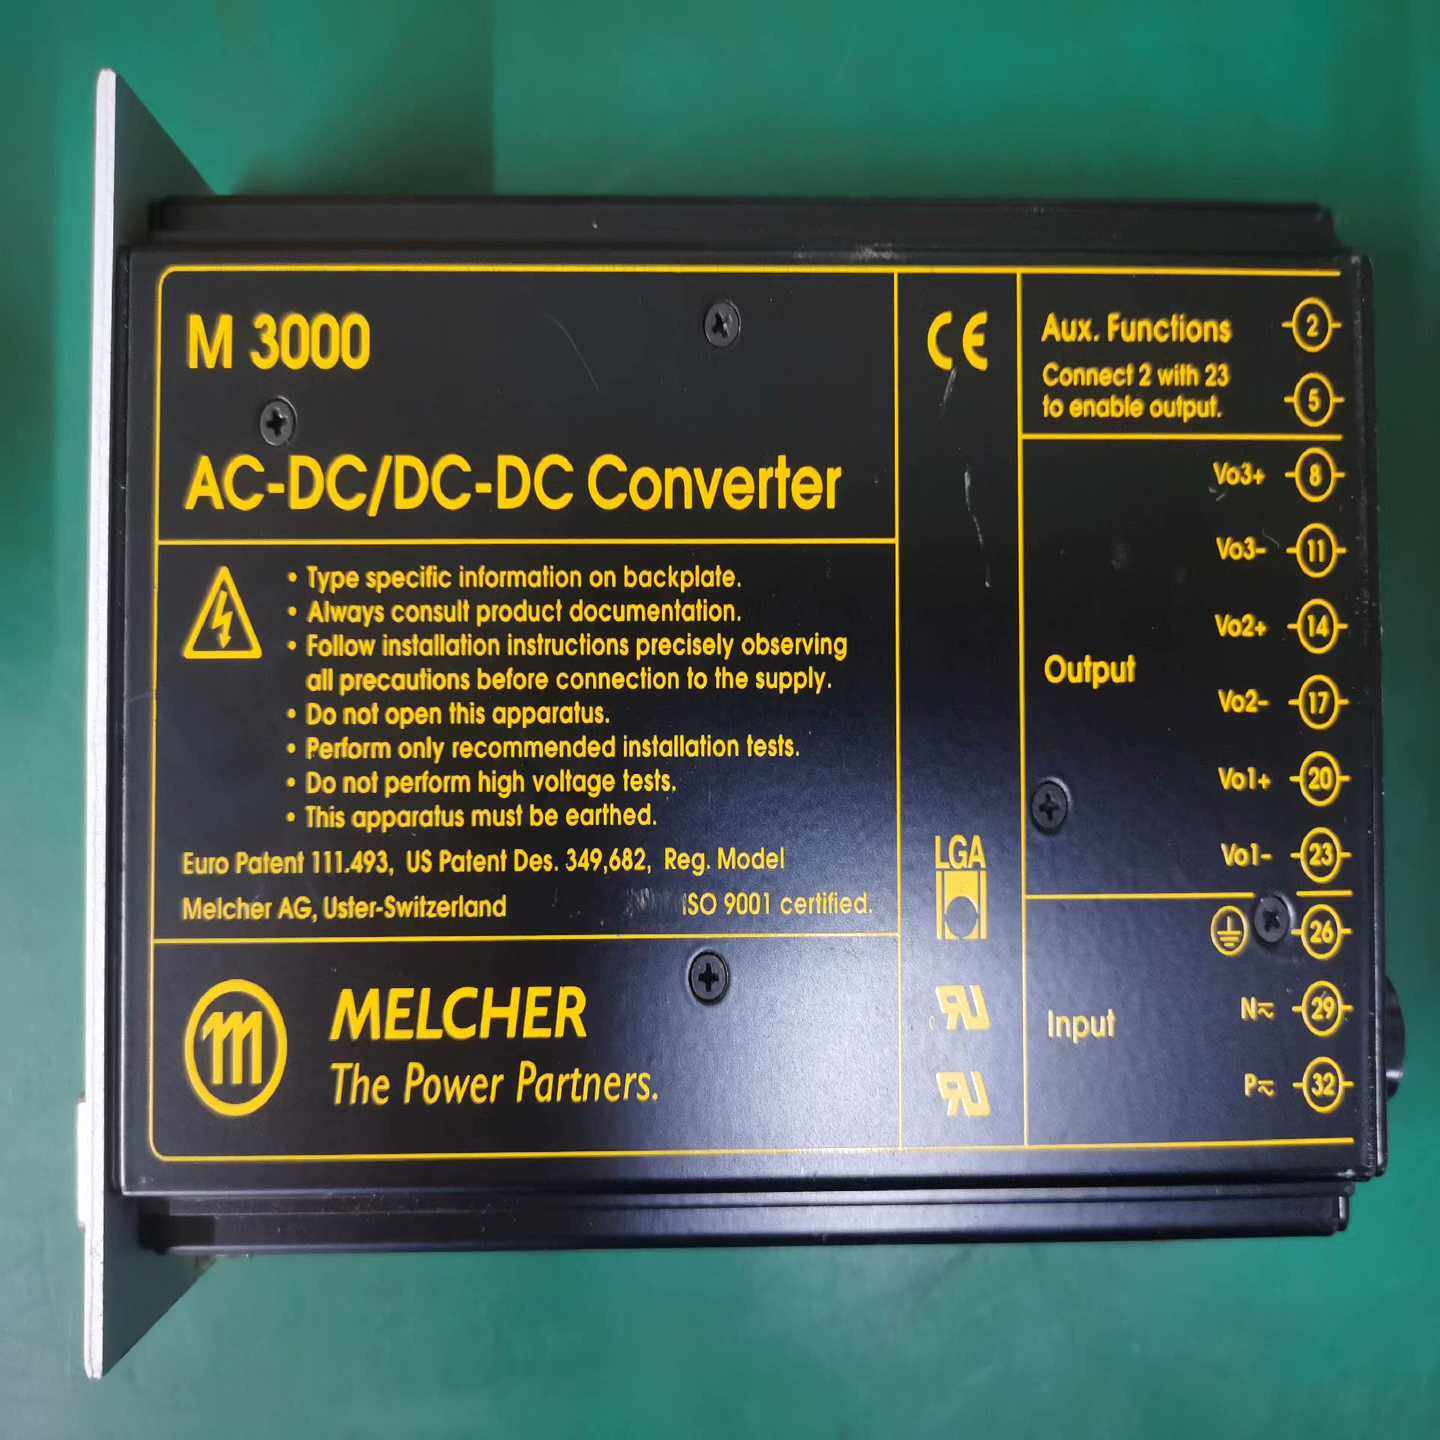 M 3000
AC-DC/DC-DC Converter
• Type specific information on backplate.
• Always consult product documentation.
• Follow installation instructions precisely observing
all precautions before connection to the supply.
• Do not open this apparatus.
• Perform only recommended installation tests.
• Do not perform high voltage tests.
• This apparatus must be earthed.
Euro Patent 111.493, US Patent Des. 349,682, Reg. Model
Melcher AG, Uster-Switzerland ISO 9001 certified.
m MELCHER
The Power Partners.
CE
LGA
RU
RU
Aux. Functions 2
Connect 2 with 23
to enable output. 5
Output
Vo3+ 8
Vo3- 11
Vo2+ 14
Vo2- 17
Vo1+ 20
Vo1- 23
Input
26
N≂ 29
P≂ 32